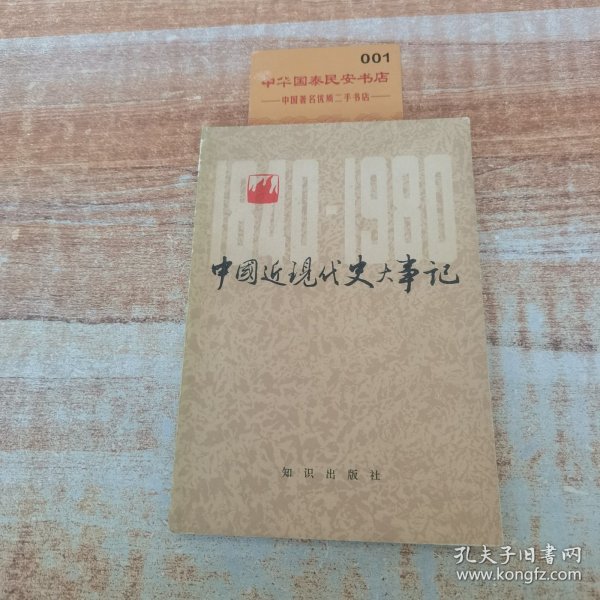 001
中华国泰民安书店
——中国著名优质二手书店——
1840-1980
中國近現代史大事记
知识出版社
孔夫子旧书网
www.kongfz.com